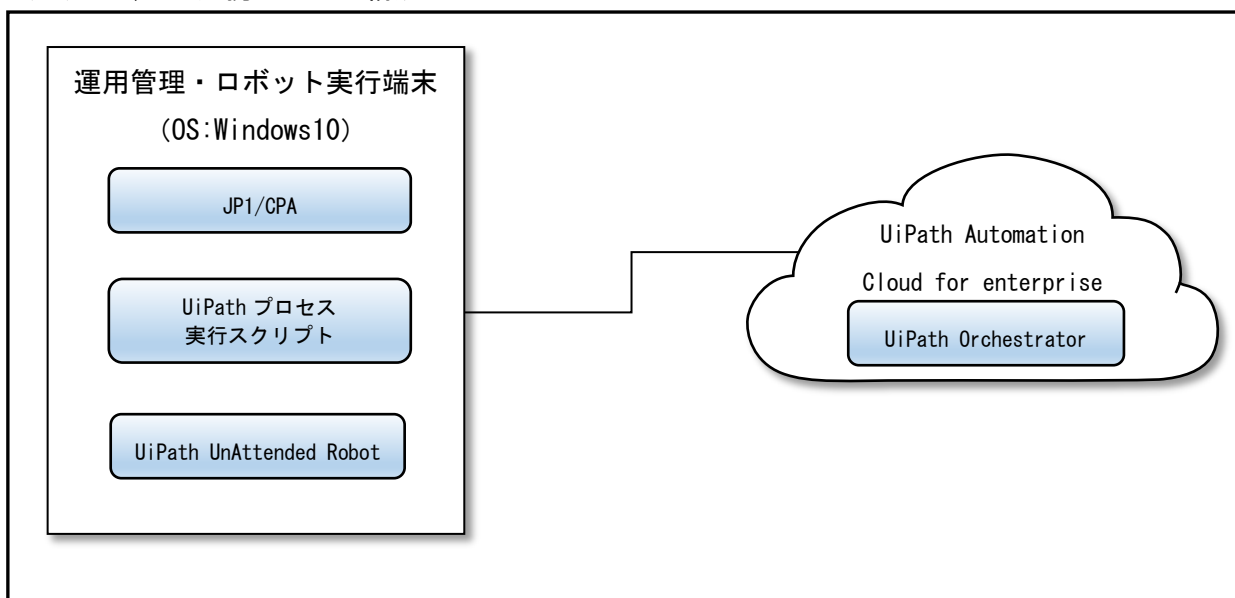 運用管理・ロボット実行端末
(OS:Windows10)
JP1/CPA
UiPath プロセス
実行スクリプト
UiPath UnAttended Robot
UiPath Automation
Cloud for enterprise
UiPath Orchestrator